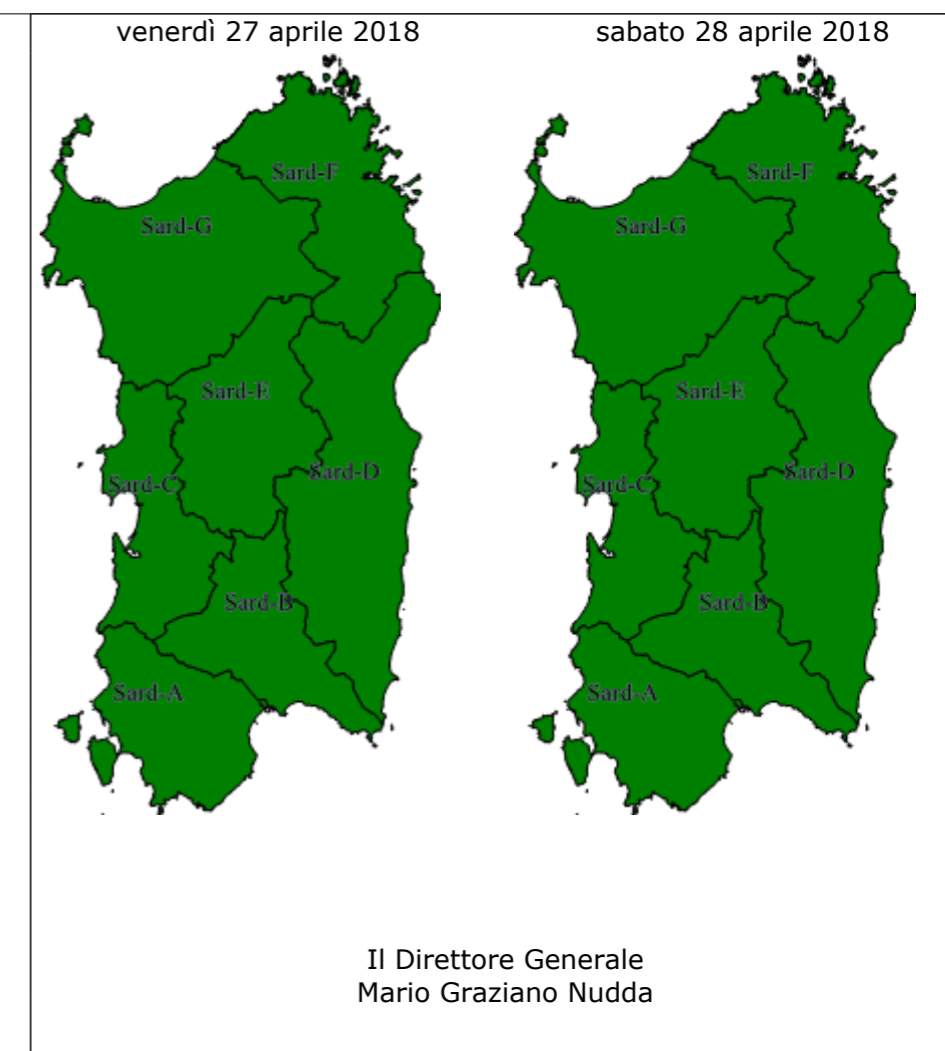 venerdì 27 aprile 2018
Sard-F
Sard-G
Sard-E
Sard-D
Sard-C
Sard-B
Sard-A
sabato 28 aprile 2018
Sard-F
Sard-G
Sard-E
Sard-D
Sard-C
Sard-B
Sard-A
Il Direttore Generale
Mario Graziano Nudda